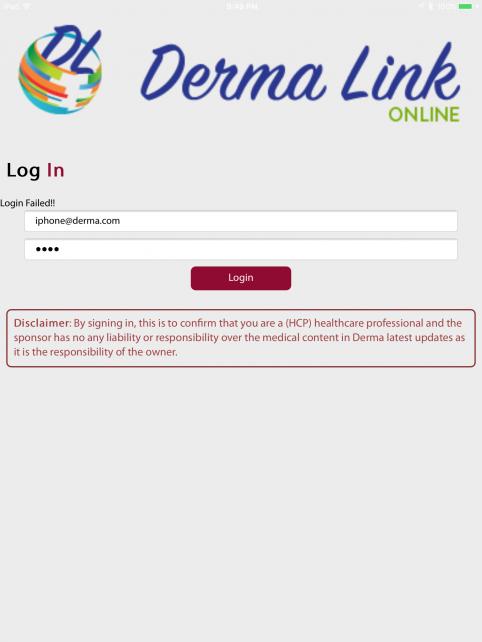 iPad 9:49 PM 100%
DL
Derma Link
ONLINE
Log In
Login Failed!!
iphone@derma.com
••••
Login
Disclaimer: By signing in, this is to confirm that you are a (HCP) healthcare professional and the
sponsor has no any liability or responsibility over the medical content in Derma latest updates as
it is the responsibility of the owner.